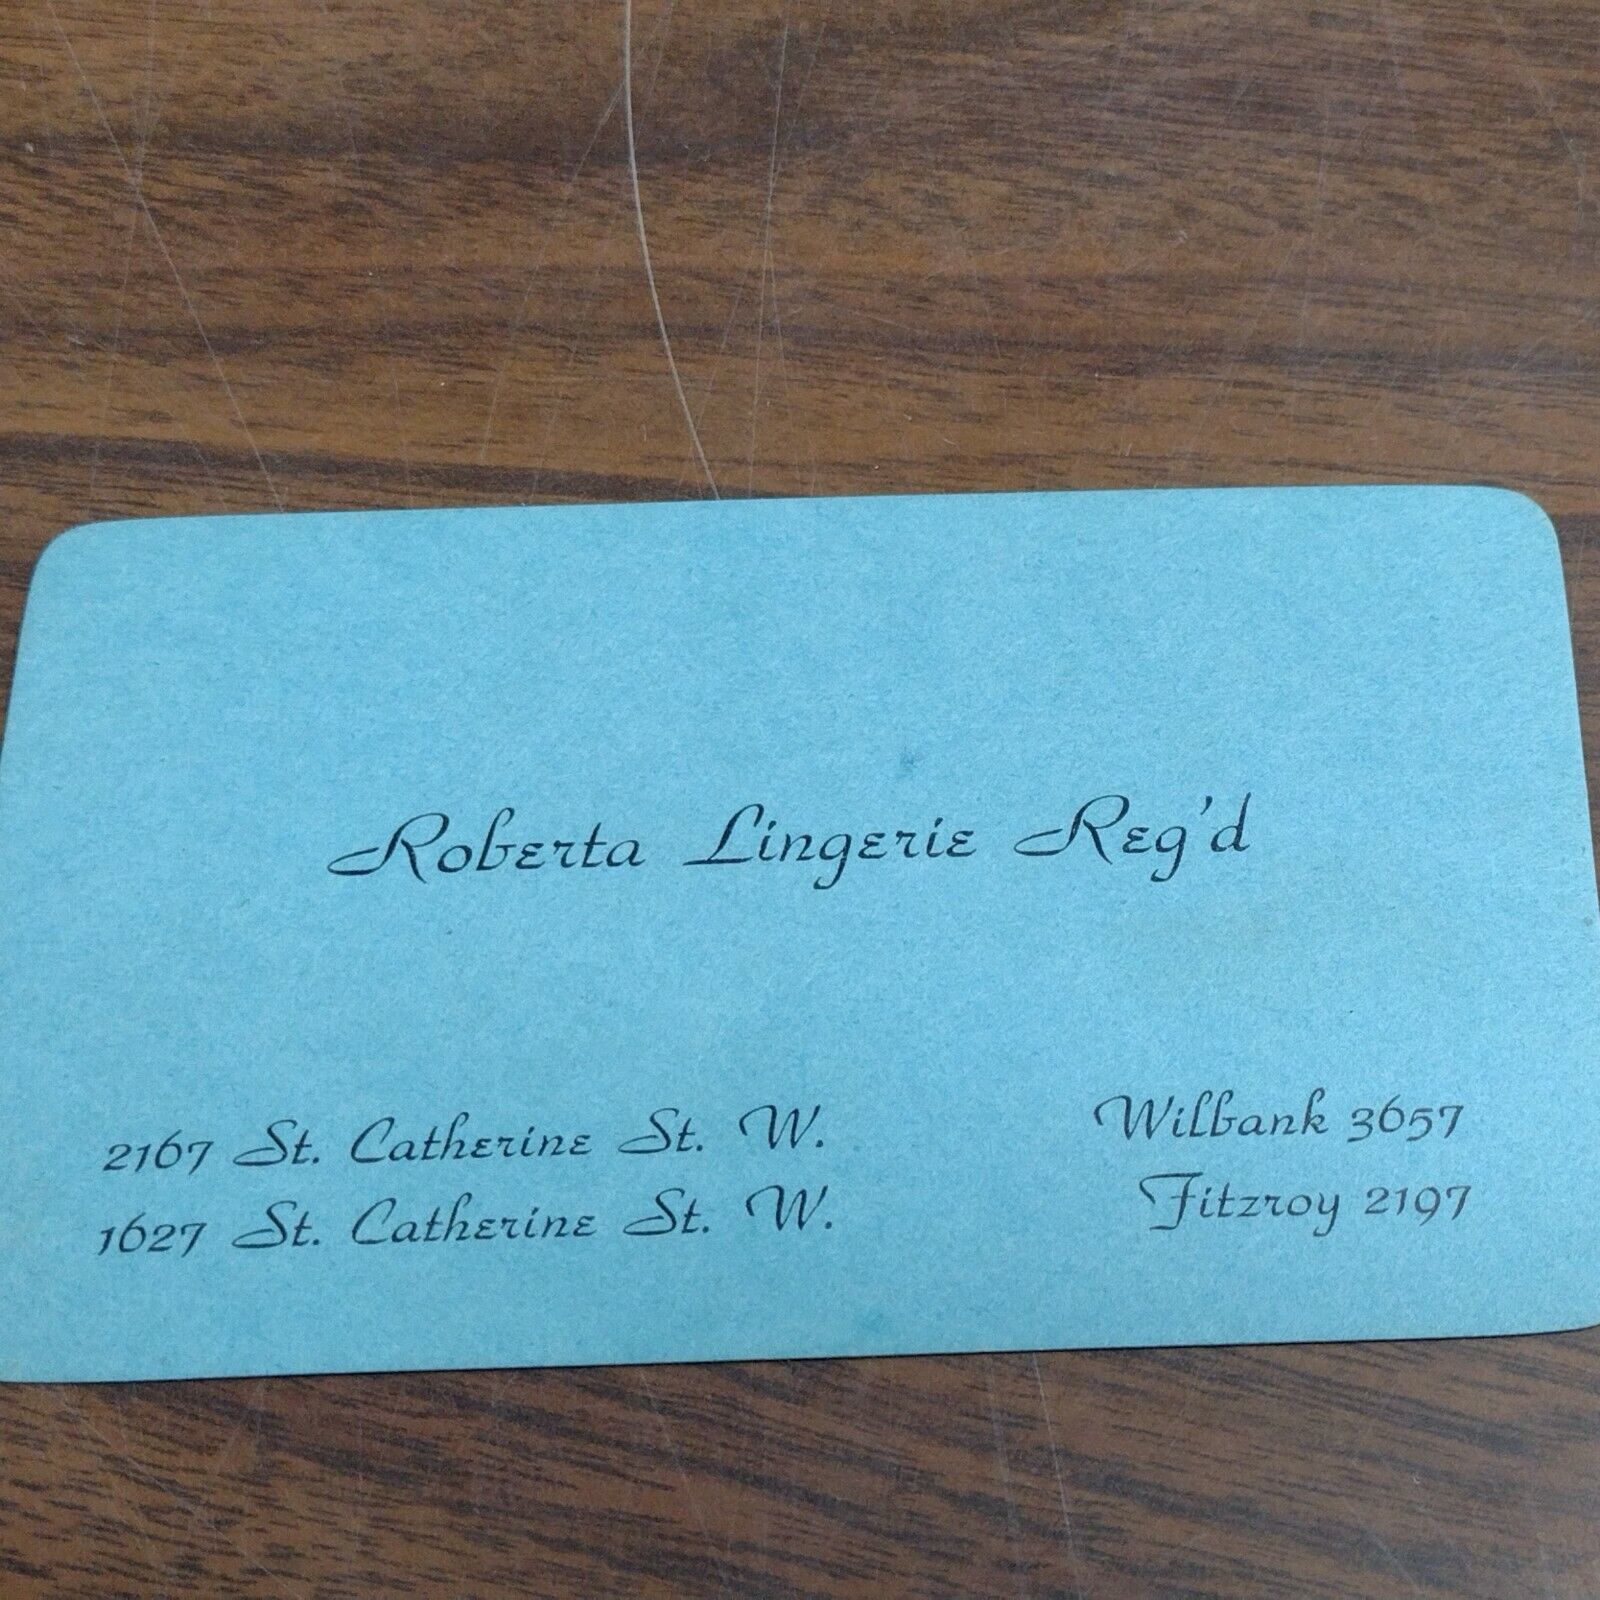 Roberta Lingerie Reg'd
2167 St. Catherine St. W.
1627 St. Catherine St. W.
Wilbank 3657
Fitzroy 2197